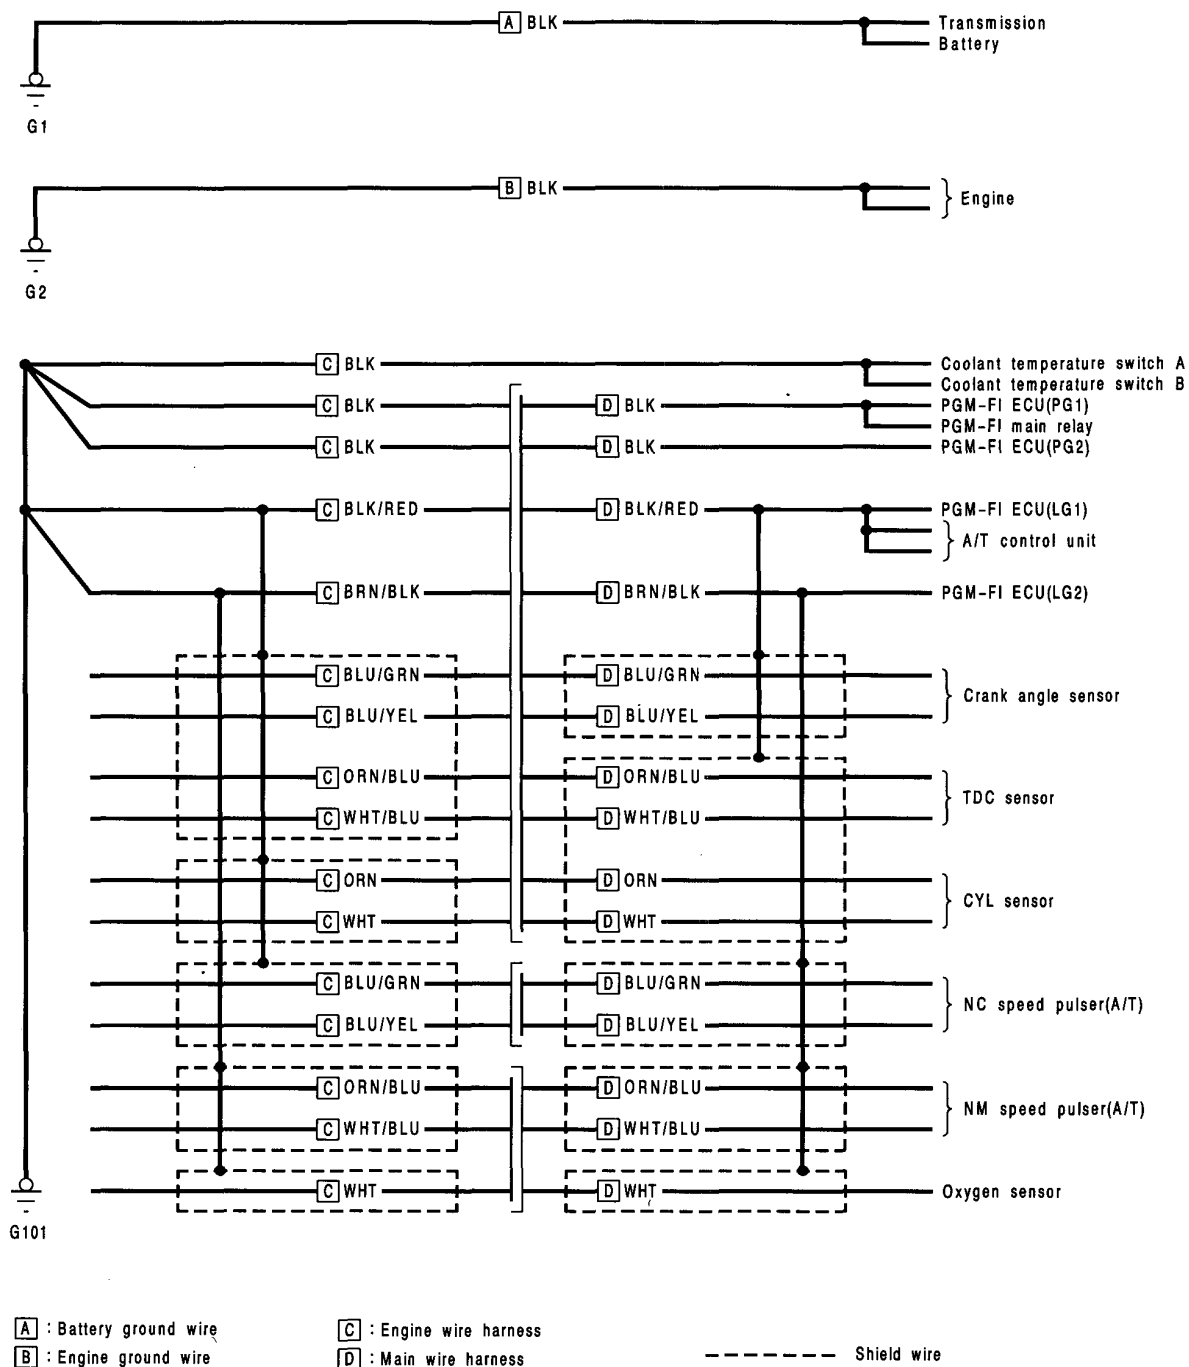 A BLK Transmission
Battery
G1
B BLK Engine
G2
C BLK Coolant temperature switch A
Coolant temperature switch B
C BLK D BLK PGM-FI ECU(PG1)
PGM-FI main relay
C BLK D BLK PGM-FI ECU(PG2)
C BLK/RED D BLK/RED PGM-FI ECU(LG1)
A/T control unit
C BRN/BLK D BRN/BLK PGM-FI ECU(LG2)
C BLU/GRN D BLU/GRN
Crank angle sensor
C BLU/YEL D BLU/YEL
C ORN/BLU D ORN/BLU
TDC sensor
C WHT/BLU D WHT/BLU
C ORN D ORN
CYL sensor
C WHT D WHT
C BLU/GRN D BLU/GRN
NC speed pulser(A/T)
C BLU/YEL D BLU/YEL
C ORN/BLU D ORN/BLU
NM speed pulser(A/T)
C WHT/BLU D WHT/BLU
C WHT D WHT Oxygen sensor
G101
A : Battery ground wire C : Engine wire harness
B : Engine ground wire D : Main wire harness Shield wire